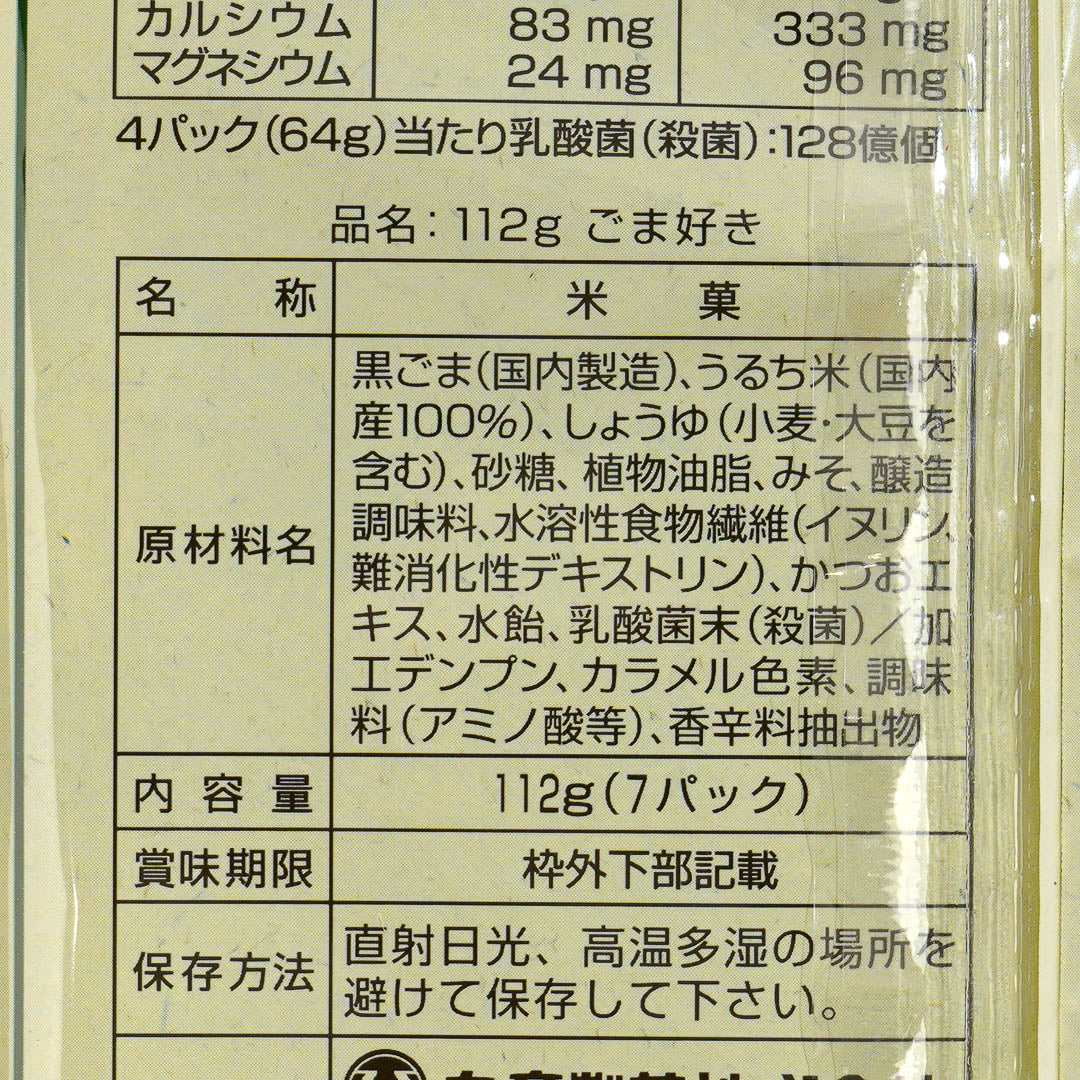 カルシウム 83 mg 333 mg
マグネシウム 24 mg 96 mg
4パック(64g)当たり乳酸菌(殺菌):128億個
品名: 112g ごま好き
名称 米菓
原材料名
黒ごま(国内製造)、うるち米(国内
産100%)、しょうゆ(小麦・大豆を
含む)、砂糖、植物油脂、みそ、醸造
調味料、水溶性食物繊維(イヌリン、
難消化性デキストリン)、かつおエ
キス、水飴、乳酸菌末(殺菌)/加
工デンプン、カラメル色素、調味
料(アミノ酸等)、香辛料抽出物
内容量 112g(7パック)
賞味期限 枠外下部記載
保存方法
直射日光、高温多湿の場所を
避けて保存して下さい。